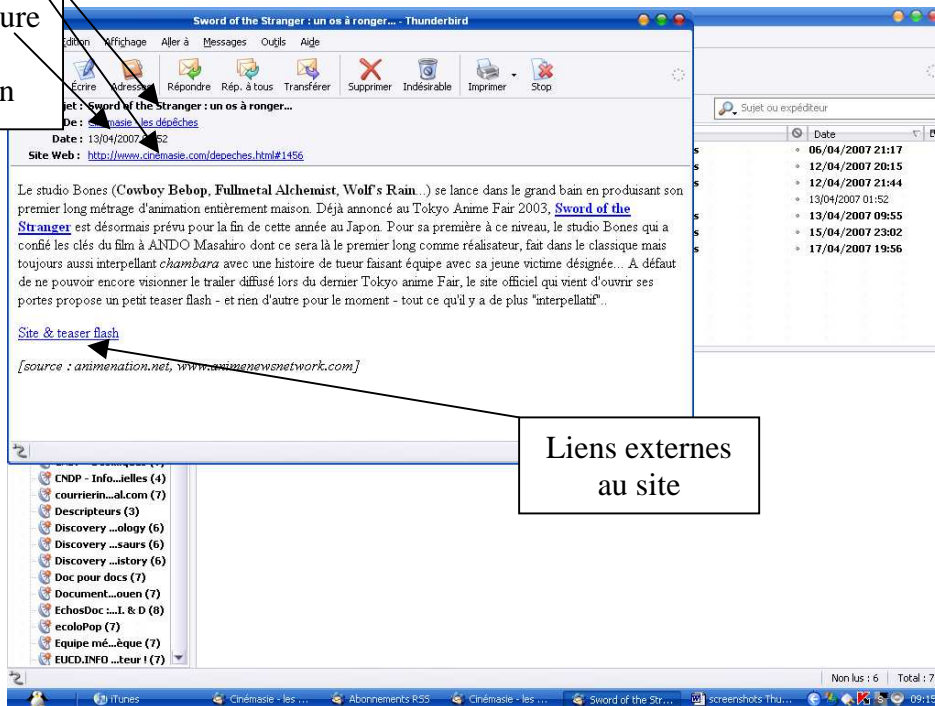 ure
n
Sword of the Stranger : un os à ronger... - Thunderbird
Edition Affichage Aller à Messages Outils Aide
Écrire Adresses Répondre Rép. à tous Transférer Supprimer Indésirable Imprimer Stop
jet : Sword of the Stranger : un os à ronger...
De : Cinémasie - les dépêches
Date : 13/04/2007 52
Site Web : http://www.cinemasie.com/depeches.html#1456
Le studio Bones (Cowboy Bebop, Fullmetal Alchemist, Wolf's Rain...) se lance dans le grand bain en produisant son
premier long métrage d'animation entièrement maison. Déjà annoncé au Tokyo Anime Fair 2003, Sword of the
Stranger est désormais prévu pour la fin de cette année au Japon. Pour sa première à ce niveau, le studio Bones qui a
confié les clés du film à ANDO Masahiro dont ce sera là le premier long comme réalisateur, fait dans le classique mais
toujours aussi interpellant chambara avec une histoire de tueur faisant équipe avec sa jeune victime désignée... A défaut
de ne pouvoir encore visionner le trailer diffusé lors du dernier Tokyo anime Fair, le site officiel qui vient d'ouvrir ses
portes propose un petit teaser flash - et rien d'autre pour le moment - tout ce qu'il y a de plus "interpellatif"..
Site & teaser flash
[source : animenation.net, www.animenewsnetwork.com]
Liens externes
au site
Sujet ou expéditeur
Date
s 06/04/2007 21:17
s 12/04/2007 20:15
s 12/04/2007 21:44
13/04/2007 01:52
s 13/04/2007 09:55
s 15/04/2007 23:02
s 17/04/2007 19:56
CNDP - Info...ielles (4)
courrierin...al.com (7)
Descripteurs (3)
Discovery ...ology (6)
Discovery ...saurs (6)
Discovery ...istory (6)
Doc pour docs (7)
Document...ouen (7)
EchosDoc :...I. & D (8)
ecoloPop (7)
Equipe mé...èque (7)
EUCD.INFO ...teur ! (7)
Non lus : 6 Total : 7
iTunes Cinémasie - les ... Abonnements RSS Cinémasie - les ... Sword of the Str... screenshots Thu... 09:15